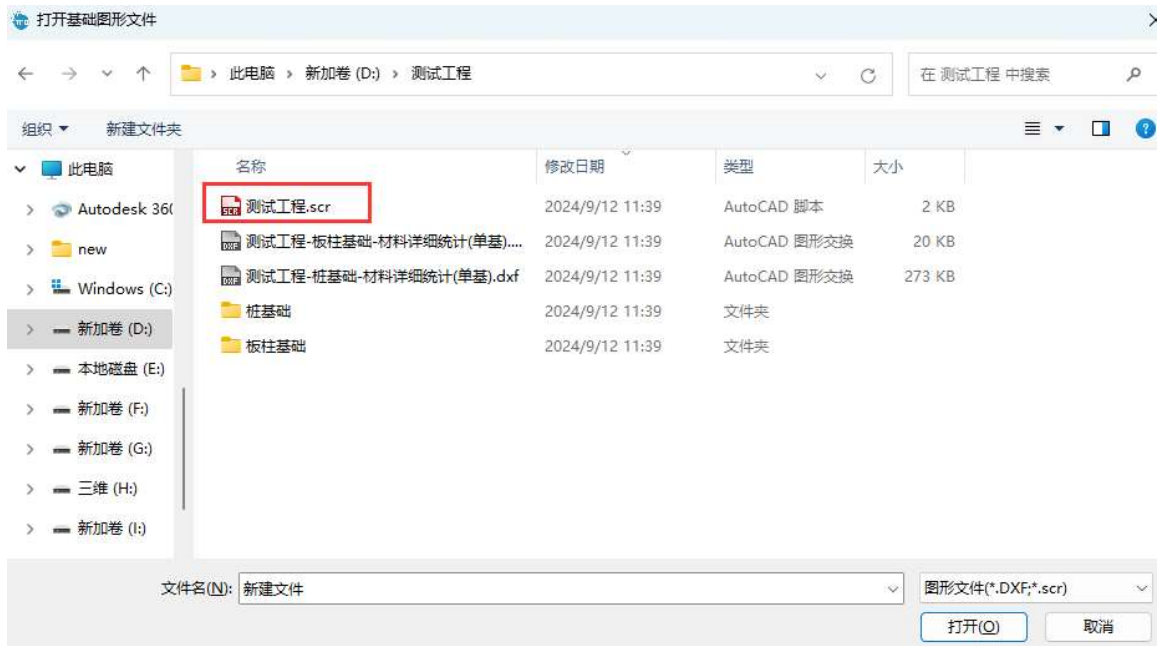 打开基础图形文件
此电脑 › 新加卷 (D:) › 测试工程
在 测试工程 中搜索
组织 新建文件夹
名称 修改日期 类型 大小
此电脑
Autodesk 360
new
Windows (C:)
新加卷 (D:)
本地磁盘 (E:)
新加卷 (F:)
新加卷 (G:)
三维 (H:)
新加卷 (I:)
测试工程.scr 2024/9/12 11:39 AutoCAD 脚本 2 KB
测试工程-板柱基础-材料详细统计(单基).... 2024/9/12 11:39 AutoCAD 图形交换 20 KB
测试工程-桩基础-材料详细统计(单基).dxf 2024/9/12 11:39 AutoCAD 图形交换 273 KB
桩基础 2024/9/12 11:39 文件夹
板柱基础 2024/9/12 11:39 文件夹
文件名(N): 新建文件 图形文件(*.DXF;*.scr)
打开(O) 取消